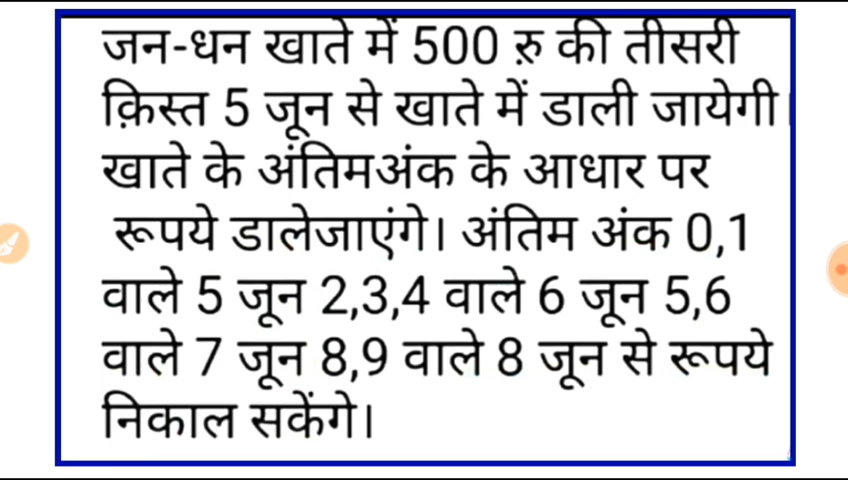 जन-धन खाते में 500 रु की तीसरी
क़िस्त 5 जून से खाते में डाली जायेगी।
खाते के अंतिमअंक के आधार पर
रूपये डालेजाएंगे। अंतिम अंक 0,1
वाले 5 जून 2,3,4 वाले 6 जून 5,6
वाले 7 जून 8,9 वाले 8 जून से रूपये
निकाल सकेंगे।